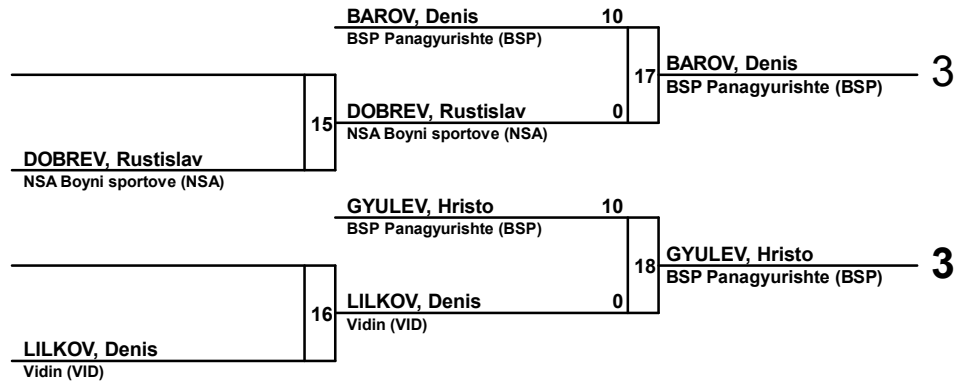 BAROV, Denis 10
BSP Panagyurishte (BSP)
17 BAROV, Denis 3
BSP Panagyurishte (BSP)
15 DOBREV, Rustislav 0
NSA Boyni sportove (NSA)
DOBREV, Rustislav
NSA Boyni sportove (NSA)
GYULEV, Hristo 10
BSP Panagyurishte (BSP)
18 GYULEV, Hristo 3
BSP Panagyurishte (BSP)
16 LILKOV, Denis 0
Vidin (VID)
LILKOV, Denis
Vidin (VID)